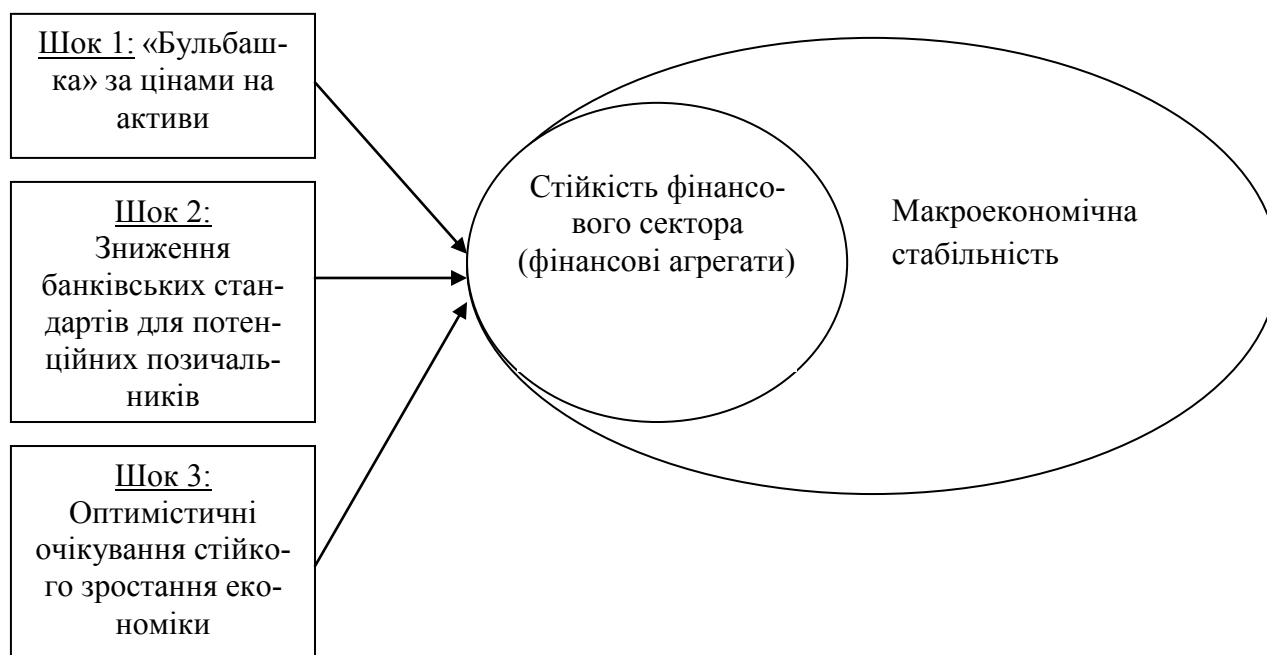 Шок 1: «Бульбаш-
ка» за цінами на
активи
Шок 2:
Зниження
банківських стан-
дартів для потен-
ційних позичаль-
ників
Шок 3:
Оптимістичні
очікування стійко-
го зростання еко-
номіки
Стійкість фінансо-
вого сектора
(фінансові агрегати)
Макроекономічна
стабільність